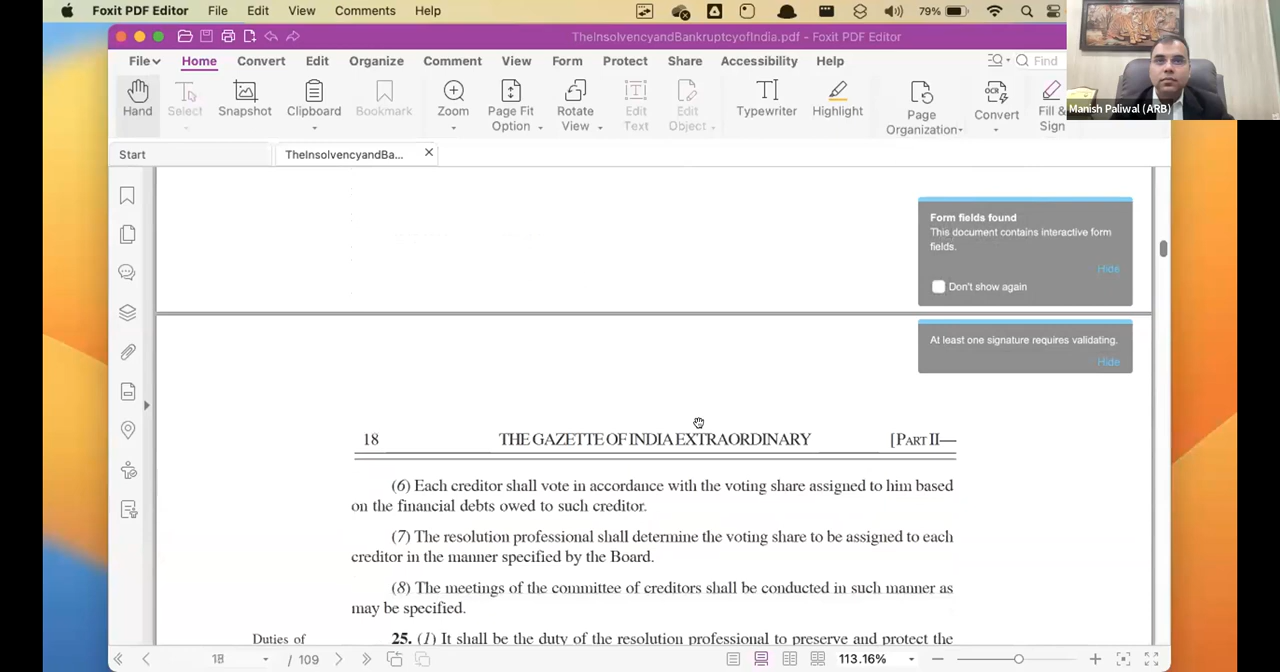 Foxit PDF Editor File Edit View Comments Help 79%
TheInsolvencyandBankruptcyofIndia.pdf - Foxit PDF Editor
File Home Convert Edit Organize Comment View Form Protect Share Accessibility Help Find
Hand Select Snapshot Clipboard Bookmark Zoom Page Fit Option Rotate View Edit Text Edit Object Typewriter Highlight Page Organization OCR Convert Fill & Sign
Manish Paliwal (ARB)
Start TheInsolvencyandBa...
Form fields found
This document contains interactive form
fields.
Hide
Don't show again
At least one signature requires validating.
Hide
18 THE GAZETTE OF INDIA EXTRAORDINARY [PART II—
(6) Each creditor shall vote in accordance with the voting share assigned to him based
on the financial debts owed to such creditor.
(7) The resolution professional shall determine the voting share to be assigned to each
creditor in the manner specified by the Board.
(8) The meetings of the committee of creditors shall be conducted in such manner as
may be specified.
Duties of 25. (1) It shall be the duty of the resolution professional to preserve and protect the
18 / 109 113.16%